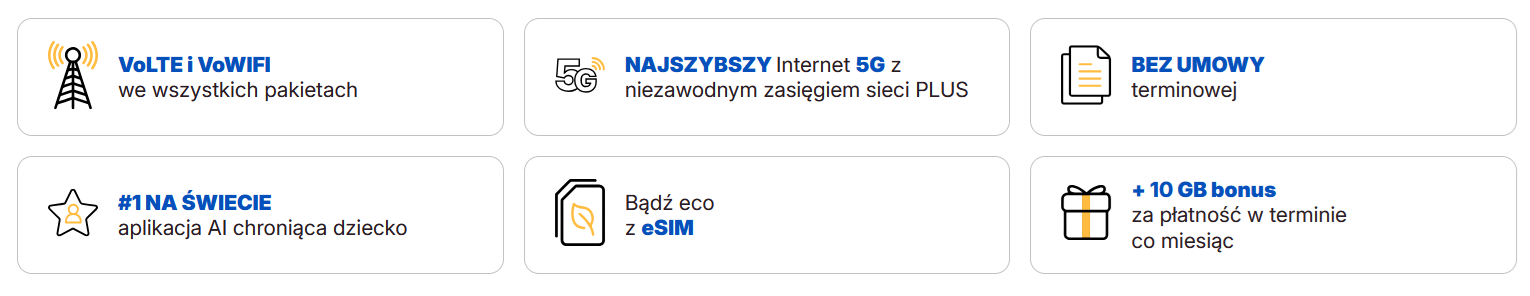 VoLTE i VoWIFI
we wszystkich pakietach
5G
NAJSZYBSZY Internet 5G z
niezawodnym zasięgiem sieci PLUS
BEZ UMOWY
terminowej
#1 NA ŚWIECIE
aplikacja AI chroniąca dziecko
Bądź eco
z eSIM
+ 10 GB bonus
za płatność w terminie
co miesiąc